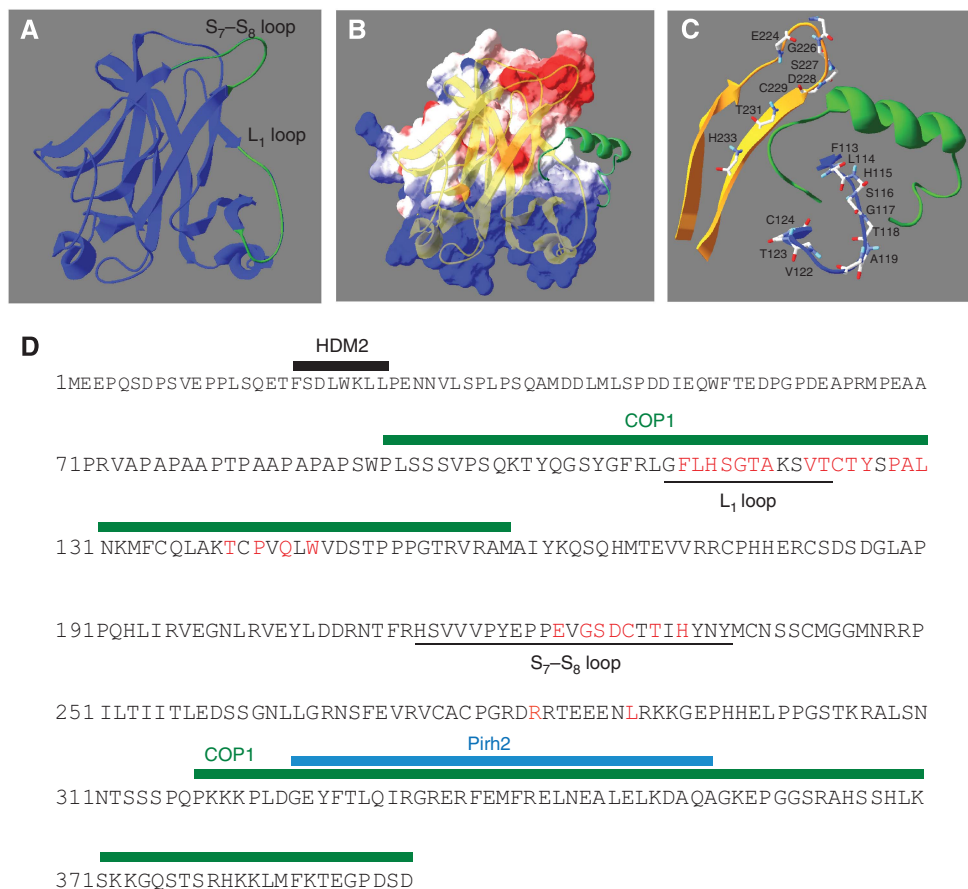 A
S7–S8 loop
L1 loop
B
C
E224
G226
S227
D228
C229
T231
H233
F113
L114
H115
S116
G117
T118
C124
T123
A119
V122
D
HDM2
1MEEPQSDPSVEPPLSQETFSDLWKLLPENNVLSPLPSQAMDDLMLSPDDIEQWFTEDPGPDEAPRMPEAA
COP1
71PRVAPAPAAPTPAAPAPAPSWPLSSSVPSQKTYQGSYGFRLGFLHSGTAKSVTCTYSPAL
L1 loop
131NKMFCQLAKTCPVQLWVDSTPPPGTRVRAMAIYKQSQHMTEVVRRCPHHERCSDSDGLAP
191PQHLIRVEGNLRVEYLDDRNTFRHSVVVPYEPPEVGSDCTTIHYNYMCNSSCMGGMNRRP
S7–S8 loop
251ILTIITLEDSSGNLLGRNSFEVRVCACPGRDRRTEEENLRKKGEPHHELPPGSTKRALSN
COP1
Pirh2
311NTSSSPQPKKKPLDGEYFTLQIRGRERFEMFRELNEALELKDAQAGKEPGGSRAHSSHLK
371SKKGQSTSRHKKLMFKTEGPDSD